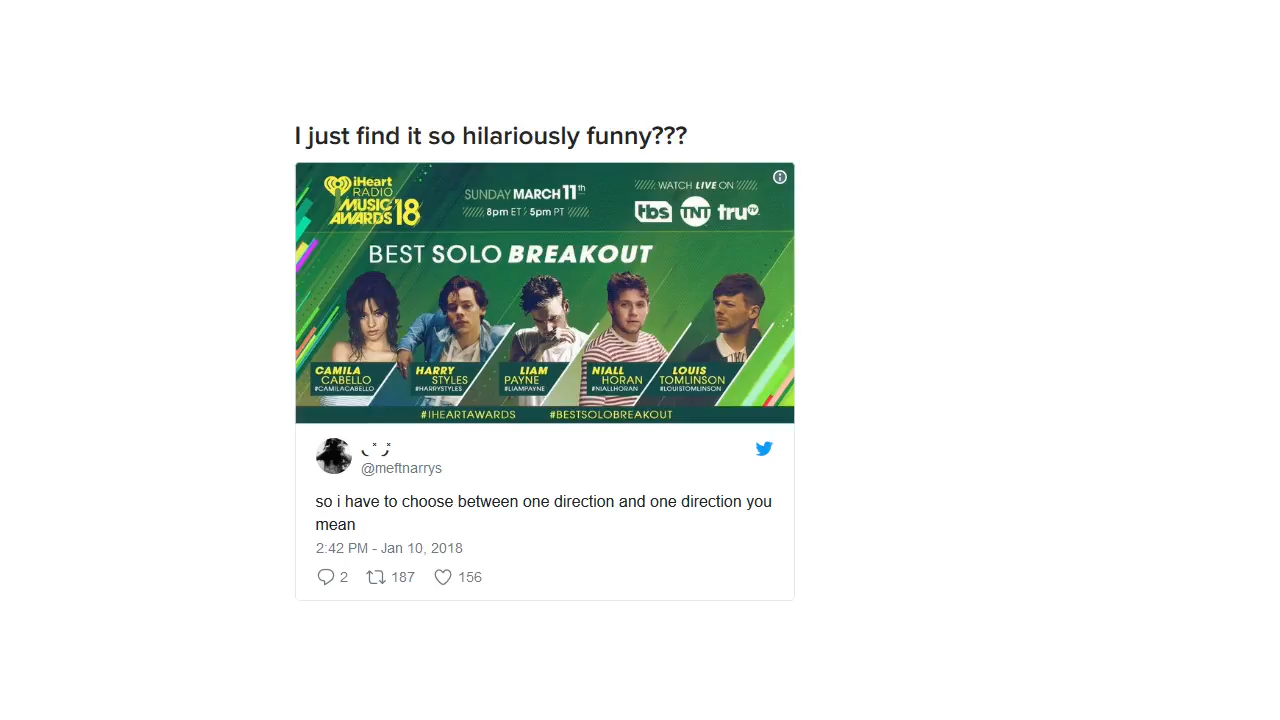 I just find it so hilariously funny???
iHeart
RADIO
MUSIC
AWARDS '18
SUNDAY MARCH 11th
8pm ET / 5pm PT
WATCH LIVE ON
tbs TNT truTV
BEST SOLO BREAKOUT
CAMILA
CABELLO
#CAMILACABELLO
HARRY
STYLES
#HARRYSTYLES
LIAM
PAYNE
#LIAMPAYNE
NIALL
HORAN
#NIALLHORAN
LOUIS
TOMLINSON
#LOUISTOMLINSON
#IHEARTAWARDS #BESTSOLOBREAKOUT
@meftnarrys
so i have to choose between one direction and one direction you
mean
2:42 PM - Jan 10, 2018
2 187 156